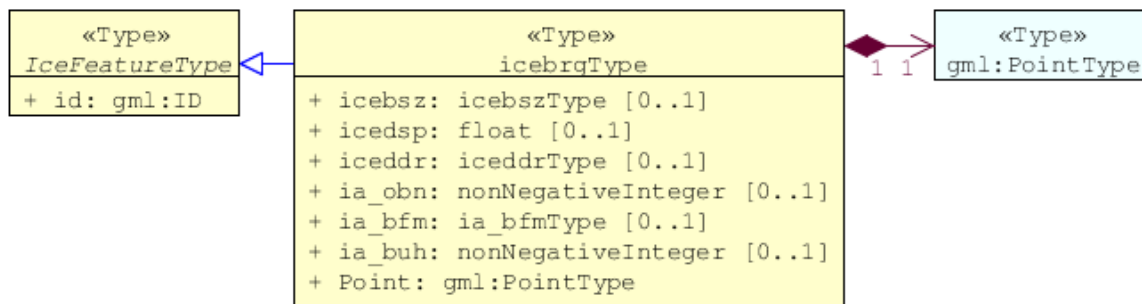 «Type»
IceFeatureType
+ id: gml:ID
«Type»
icebrgType
+ icebsz: icebszType [0..1]
+ icedsp: float [0..1]
+ iceddr: iceddrType [0..1]
+ ia_obn: nonNegativeInteger [0..1]
+ ia_bfm: ia_bfmType [0..1]
+ ia_buh: nonNegativeInteger [0..1]
+ Point: gml:PointType
1 1
«Type»
gml:PointType